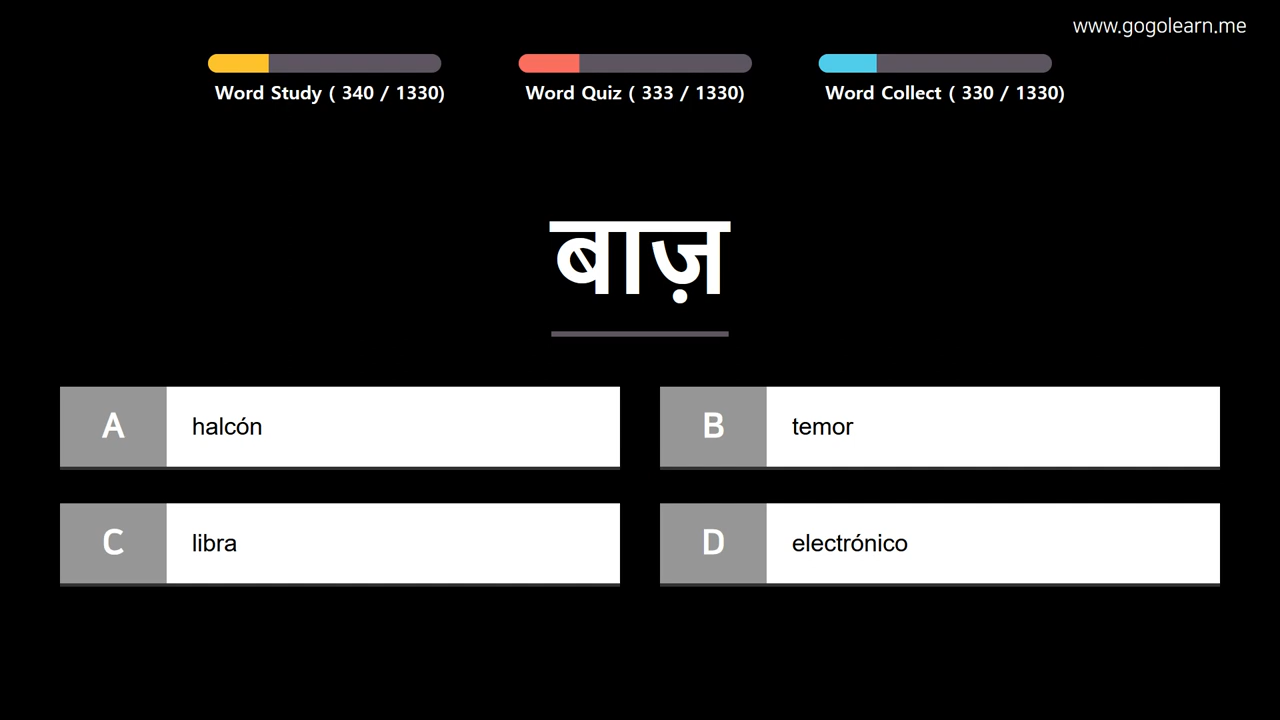 www.gogolearn.me
Word Study ( 340 / 1330)
Word Quiz ( 333 / 1330)
Word Collect ( 330 / 1330)
बाज़
A halcón
B temor
C libra
D electrónico